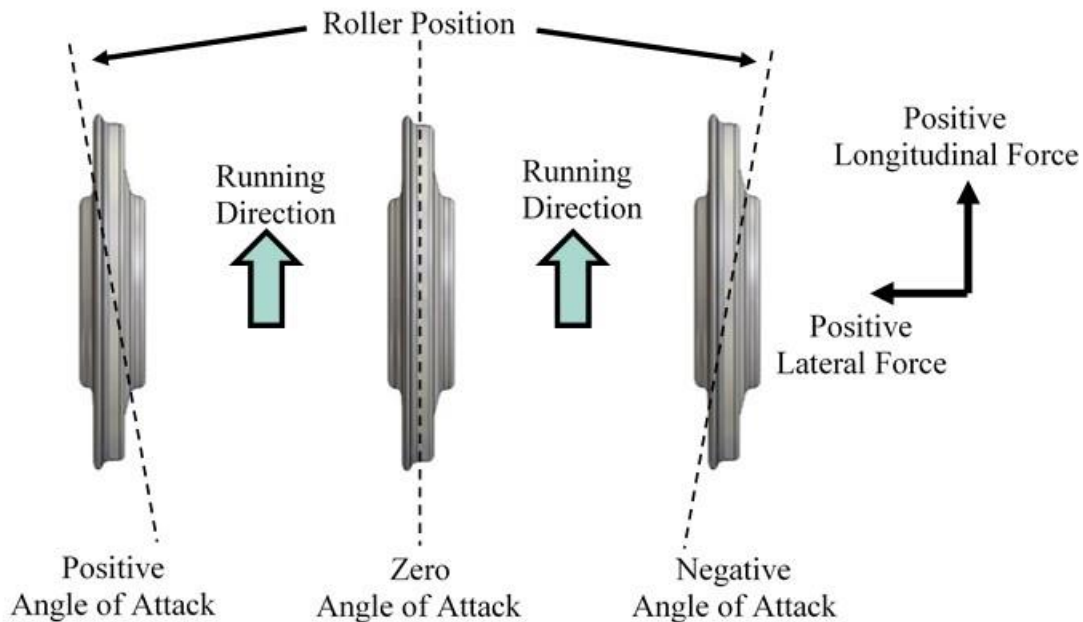 Roller Position
Running
Direction
Running
Direction
Positive
Longitudinal Force
Positive
Lateral Force
Positive
Angle of Attack
Zero
Angle of Attack
Negative
Angle of Attack